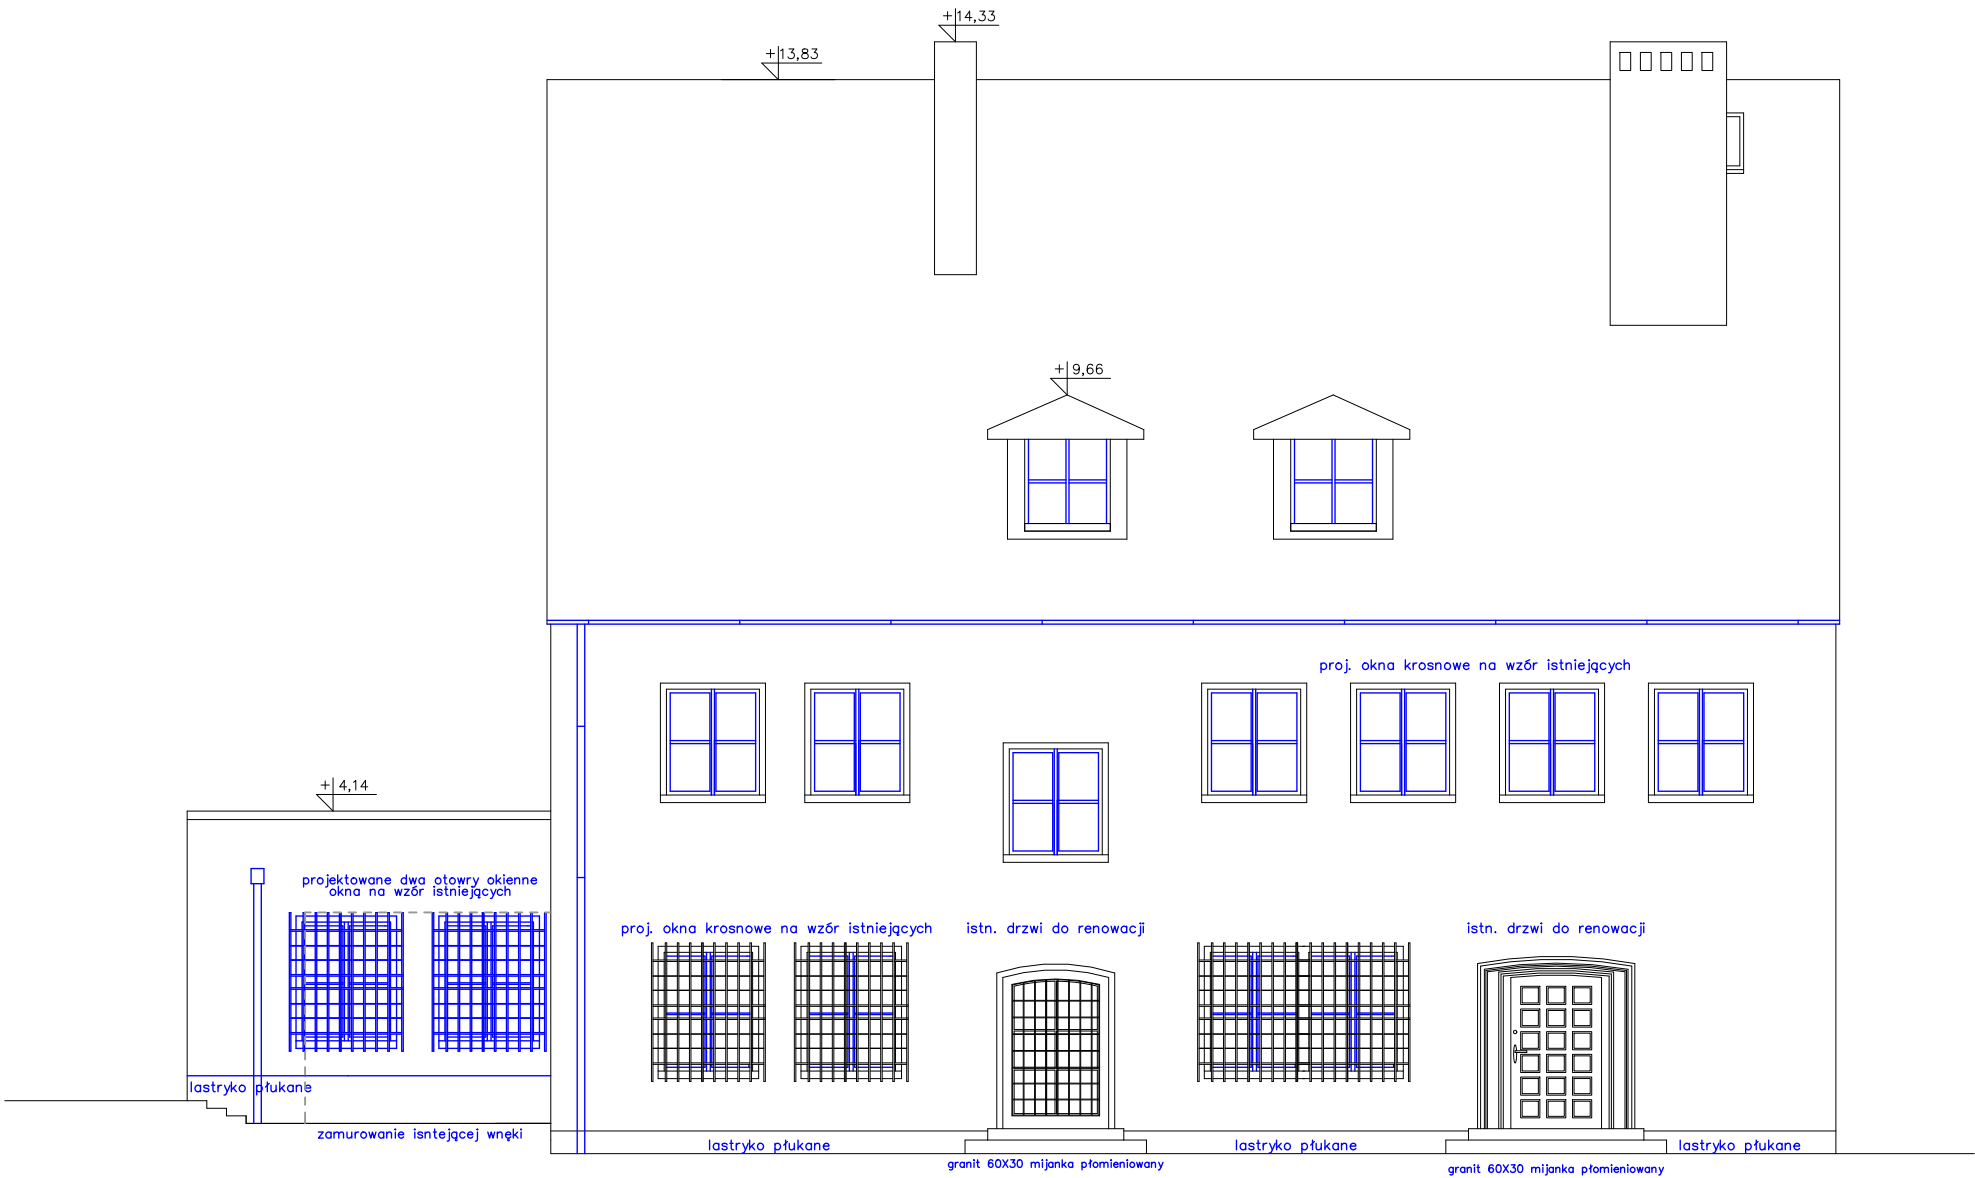 +14,33
+13,83
+9,66
proj. okna krosnowe na wzór istniejących
+4,14
projektowane dwa otowry okienne
okna na wzór istniejących
proj. okna krosnowe na wzór istniejących
istn. drzwi do renowacji
istn. drzwi do renowacji
lastryko płukane
zamurowanie isntejącej wnęki
lastryko płukane
lastryko płukane
lastryko płukane
granit 60X30 mijanka płomieniowany
granit 60X30 mijanka płomieniowany